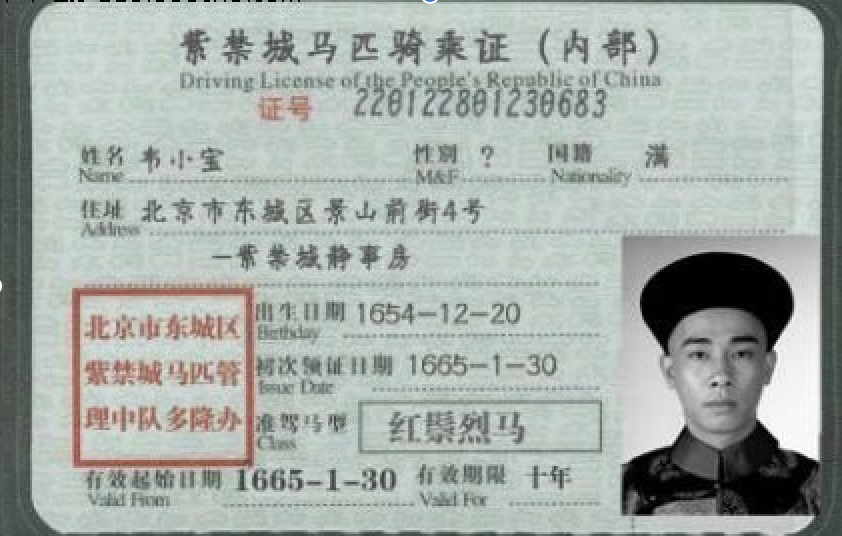 紫禁城马匹骑乘证（内部）
Driving License of the People's Republic of China
证号 220122801230683
姓名 韦小宝 性别 ? 国籍 满
Name M&F Nationality
住址 北京市东城区景山前街4号
Address
—紫禁城静事房
北京市东城区
紫禁城马匹管
理中队多隆办
出生日期 1654-12-20
Birthday
初次领证日期 1665-1-30
Issue Date
准驾马型 红鬃烈马
Class
有效起始日期 1665-1-30 有效期限 十年
Valid From Valid For